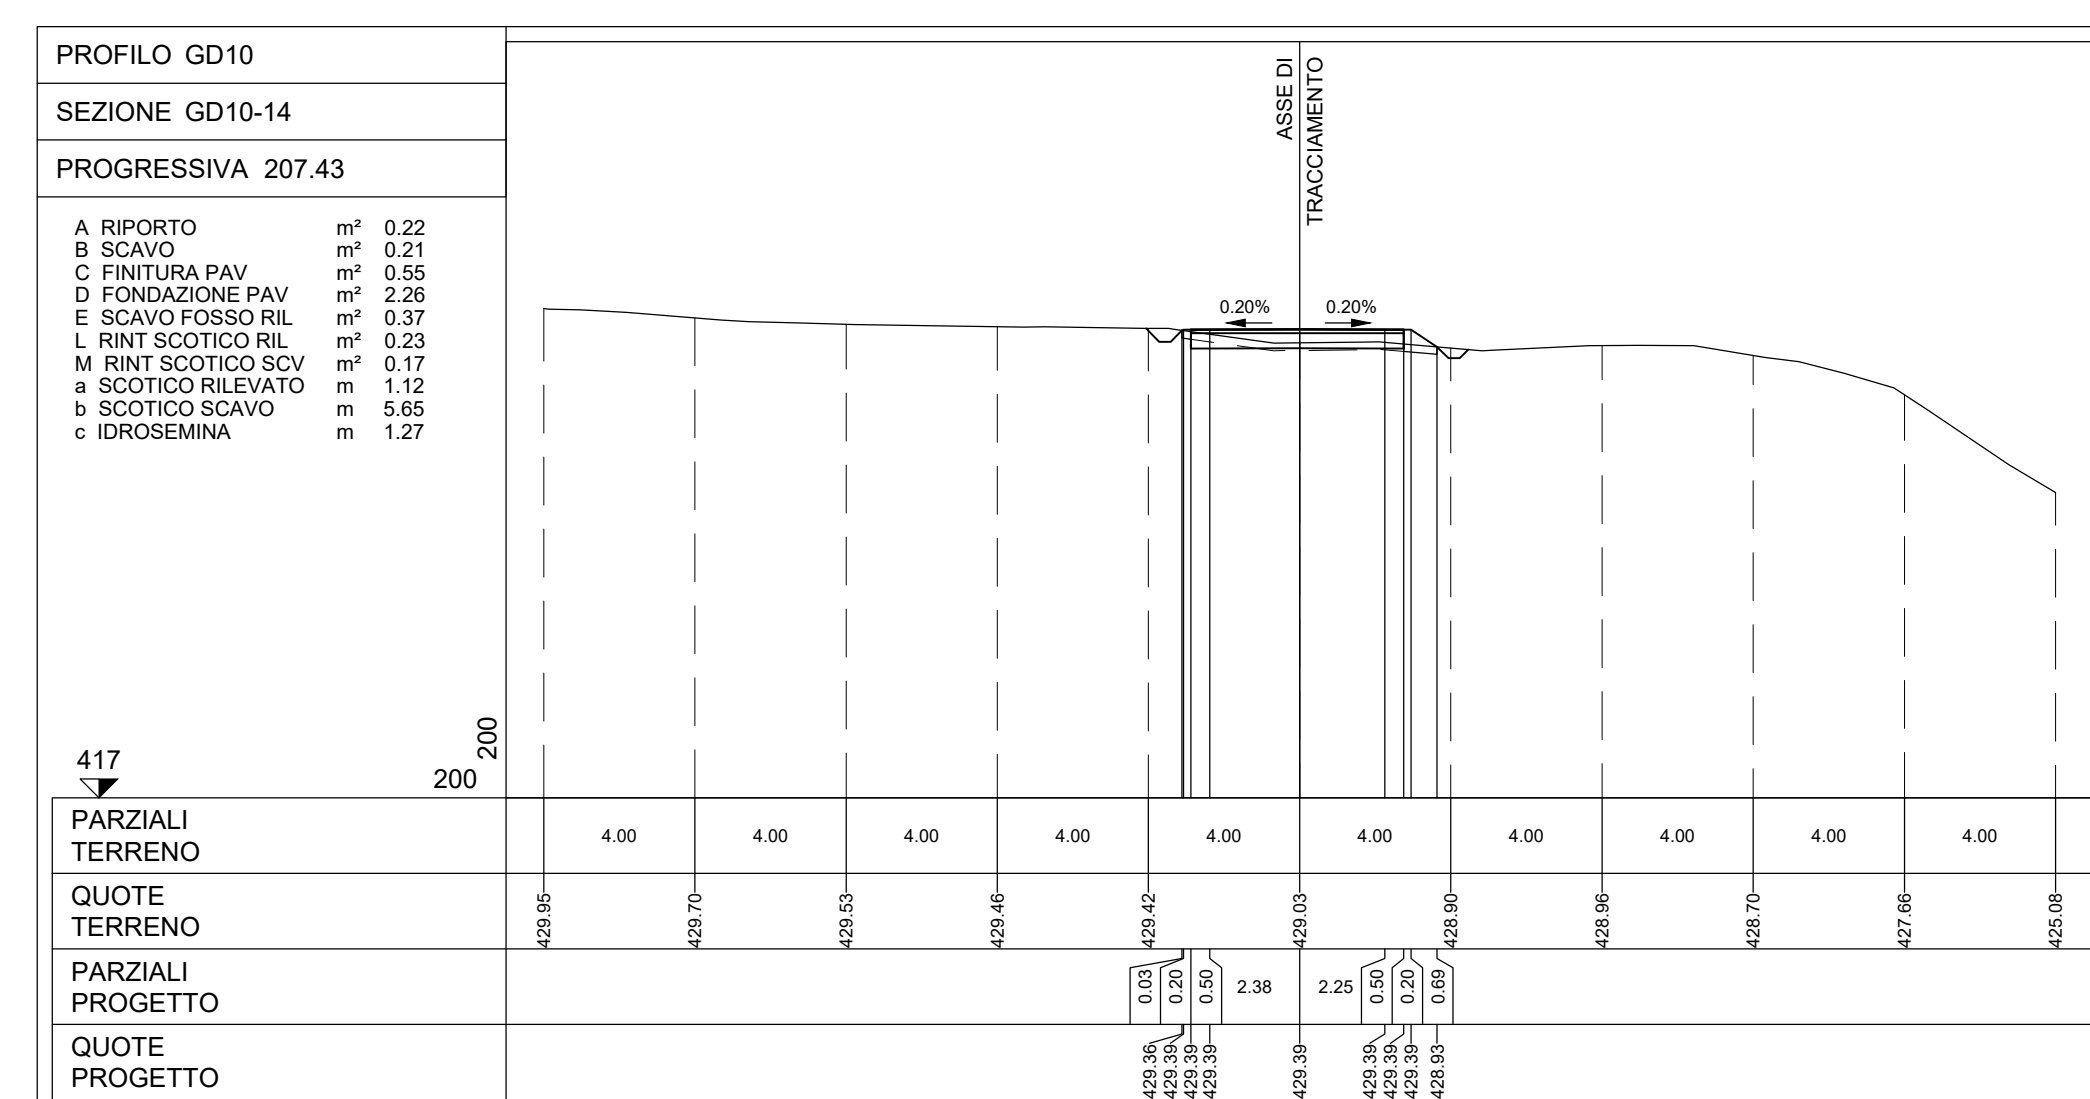 PROFILO GD10
SEZIONE GD10-14
PROGRESSIVA 207.43
A RIPORTO m² 0.22
B SCAVO m² 0.21
C FINITURA PAV m² 0.55
D FONDAZIONE PAV m² 2.26
E SCAVO FOSSO RIL m² 0.37
L RINT SCOTICO RIL m² 0.23
M RINT SCOTICO SCV m² 0.17
a SCOTICO RILEVATO m 1.12
b SCOTICO SCAVO m 5.65
c IDROSEMINA m 1.27
ASSE DI
TRACCIAMENTO
0.20% 0.20%
417
200
200
PARZIALI
TERRENO
4.00 4.00 4.00 4.00 4.00 4.00 4.00 4.00 4.00 4.00
QUOTE
TERRENO
429.95 429.70 429.53 429.46 429.42 429.03 428.90 428.96 428.70 427.66 425.08
PARZIALI
PROGETTO
0.03 0.20 0.50 2.38 2.25 0.50 0.20 0.69
QUOTE
PROGETTO
429.36 429.39 429.39 429.39 429.39 429.39 429.39 429.39 428.93